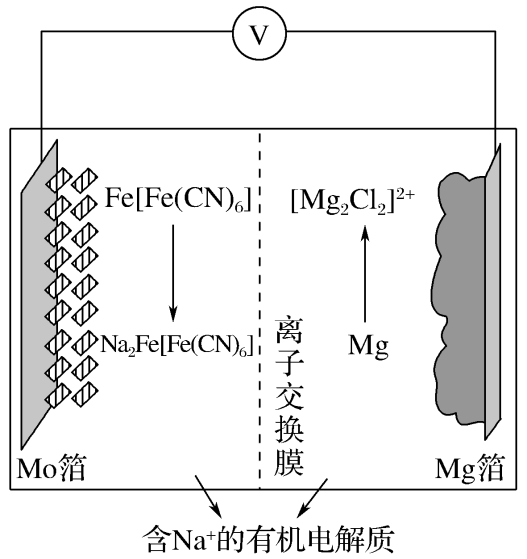 V
Fe[Fe(CN)₆]
[Mg₂Cl₂]²⁺
Na₂Fe[Fe(CN)₆]
Mg
离子交换膜
Mo箔
Mg箔
含Na⁺的有机电解质